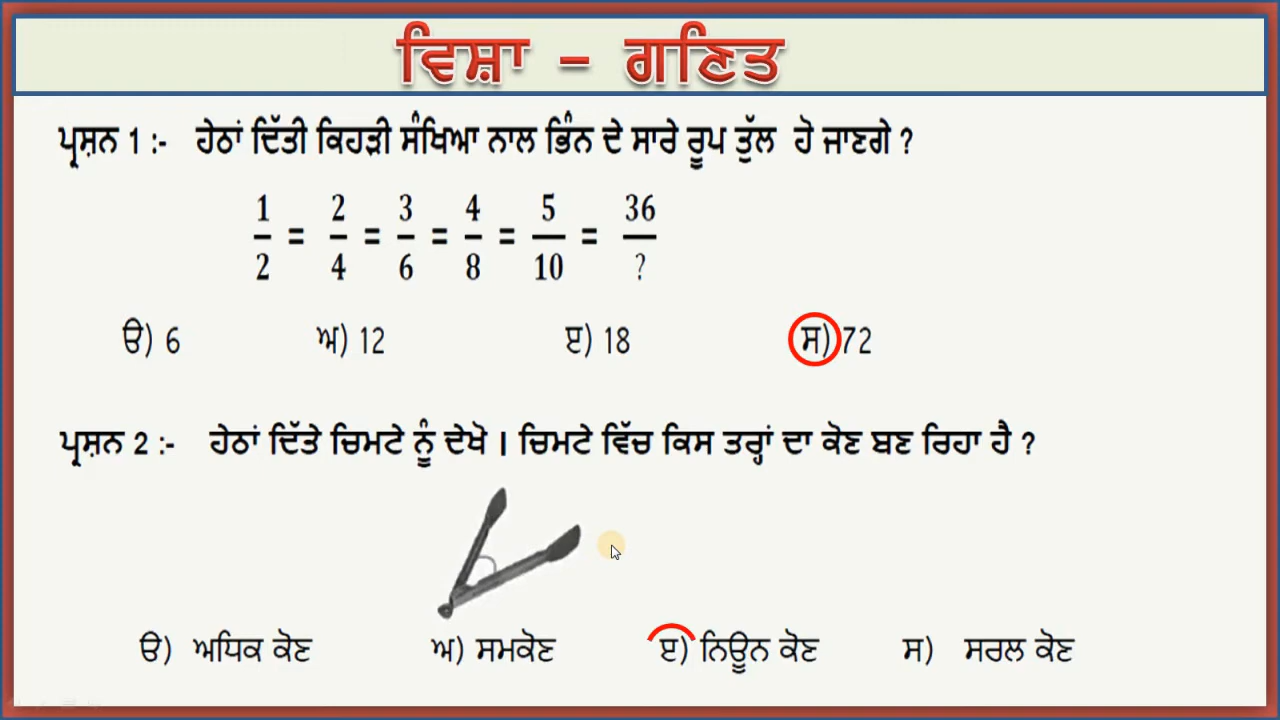 ਵਿਸ਼ਾ – ਗਣਿਤ
ਪ੍ਰਸ਼ਨ 1 :- ਹੇਠਾਂ ਦਿੱਤੀ ਕਿਹੜੀ ਸੰਖਿਆ ਨਾਲ ਭਿੰਨ ਦੇ ਸਾਰੇ ਰੂਪ ਤੁੱਲ ਹੋ ਜਾਣਗੇ ?
1/2 = 2/4 = 3/6 = 4/8 = 5/10 = 36/?
ੳ) 6 ਅ) 12 ੲ) 18 ਸ) 72
ਪ੍ਰਸ਼ਨ 2 :- ਹੇਠਾਂ ਦਿੱਤੇ ਚਿਮਟੇ ਨੂੰ ਦੇਖੋ । ਚਿਮਟੇ ਵਿੱਚ ਕਿਸ ਤਰ੍ਹਾਂ ਦਾ ਕੋਣ ਬਣ ਰਿਹਾ ਹੈ ?
ੳ) ਅਧਿਕ ਕੋਣ ਅ) ਸਮਕੋਣ ੲ) ਨਿਊਨ ਕੋਣ ਸ) ਸਰਲ ਕੋਣ